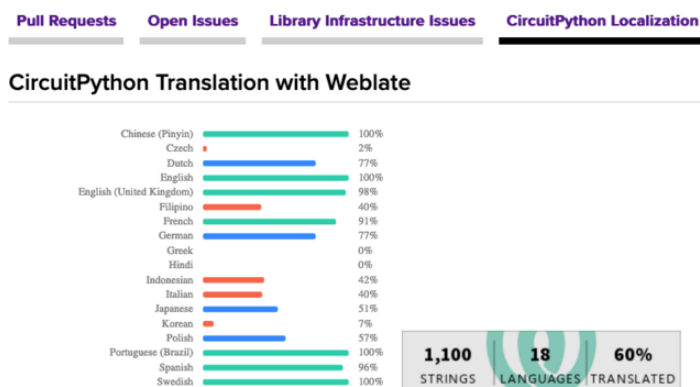 Pull Requests Open Issues Library Infrastructure Issues CircuitPython Localization
CircuitPython Translation with Weblate
Chinese (Pinyin) 100%
Czech 2%
Dutch 77%
English 100%
English (United Kingdom) 98%
Filipino 40%
French 91%
German 77%
Greek 0%
Hindi 0%
Indonesian 42%
Italian 40%
Japanese 51%
Korean 7%
Polish 57%
Portuguese (Brazil) 100%
Spanish 96%
Swedish 100%
1,100 18 60%
STRINGS LANGUAGES TRANSLATED